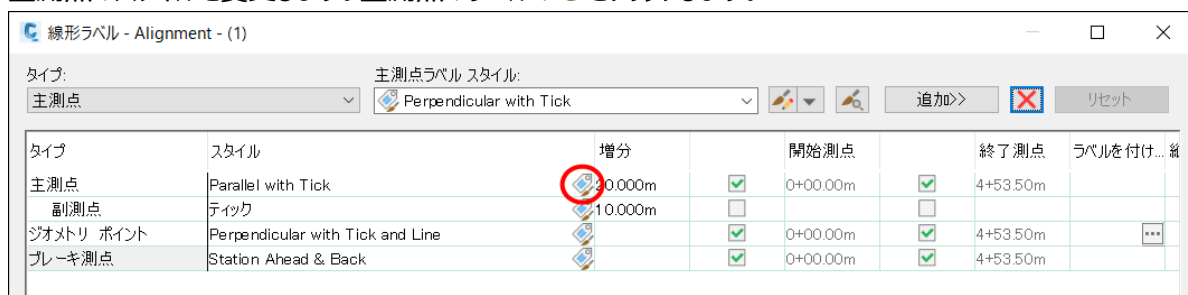 線形ラベル - Alignment - (1)
タイプ: 主測点ラベル スタイル:
主測点 Perpendicular with Tick 追加>> リセット
タイプ スタイル 増分 開始測点 終了測点 ラベルを付け...
主測点 Parallel with Tick 20.000m 0+00.00m 4+53.50m
副測点 ティック 10.000m
ジオメトリ ポイント Perpendicular with Tick and Line 0+00.00m 4+53.50m ...
ブレーキ測点 Station Ahead & Back 0+00.00m 4+53.50m